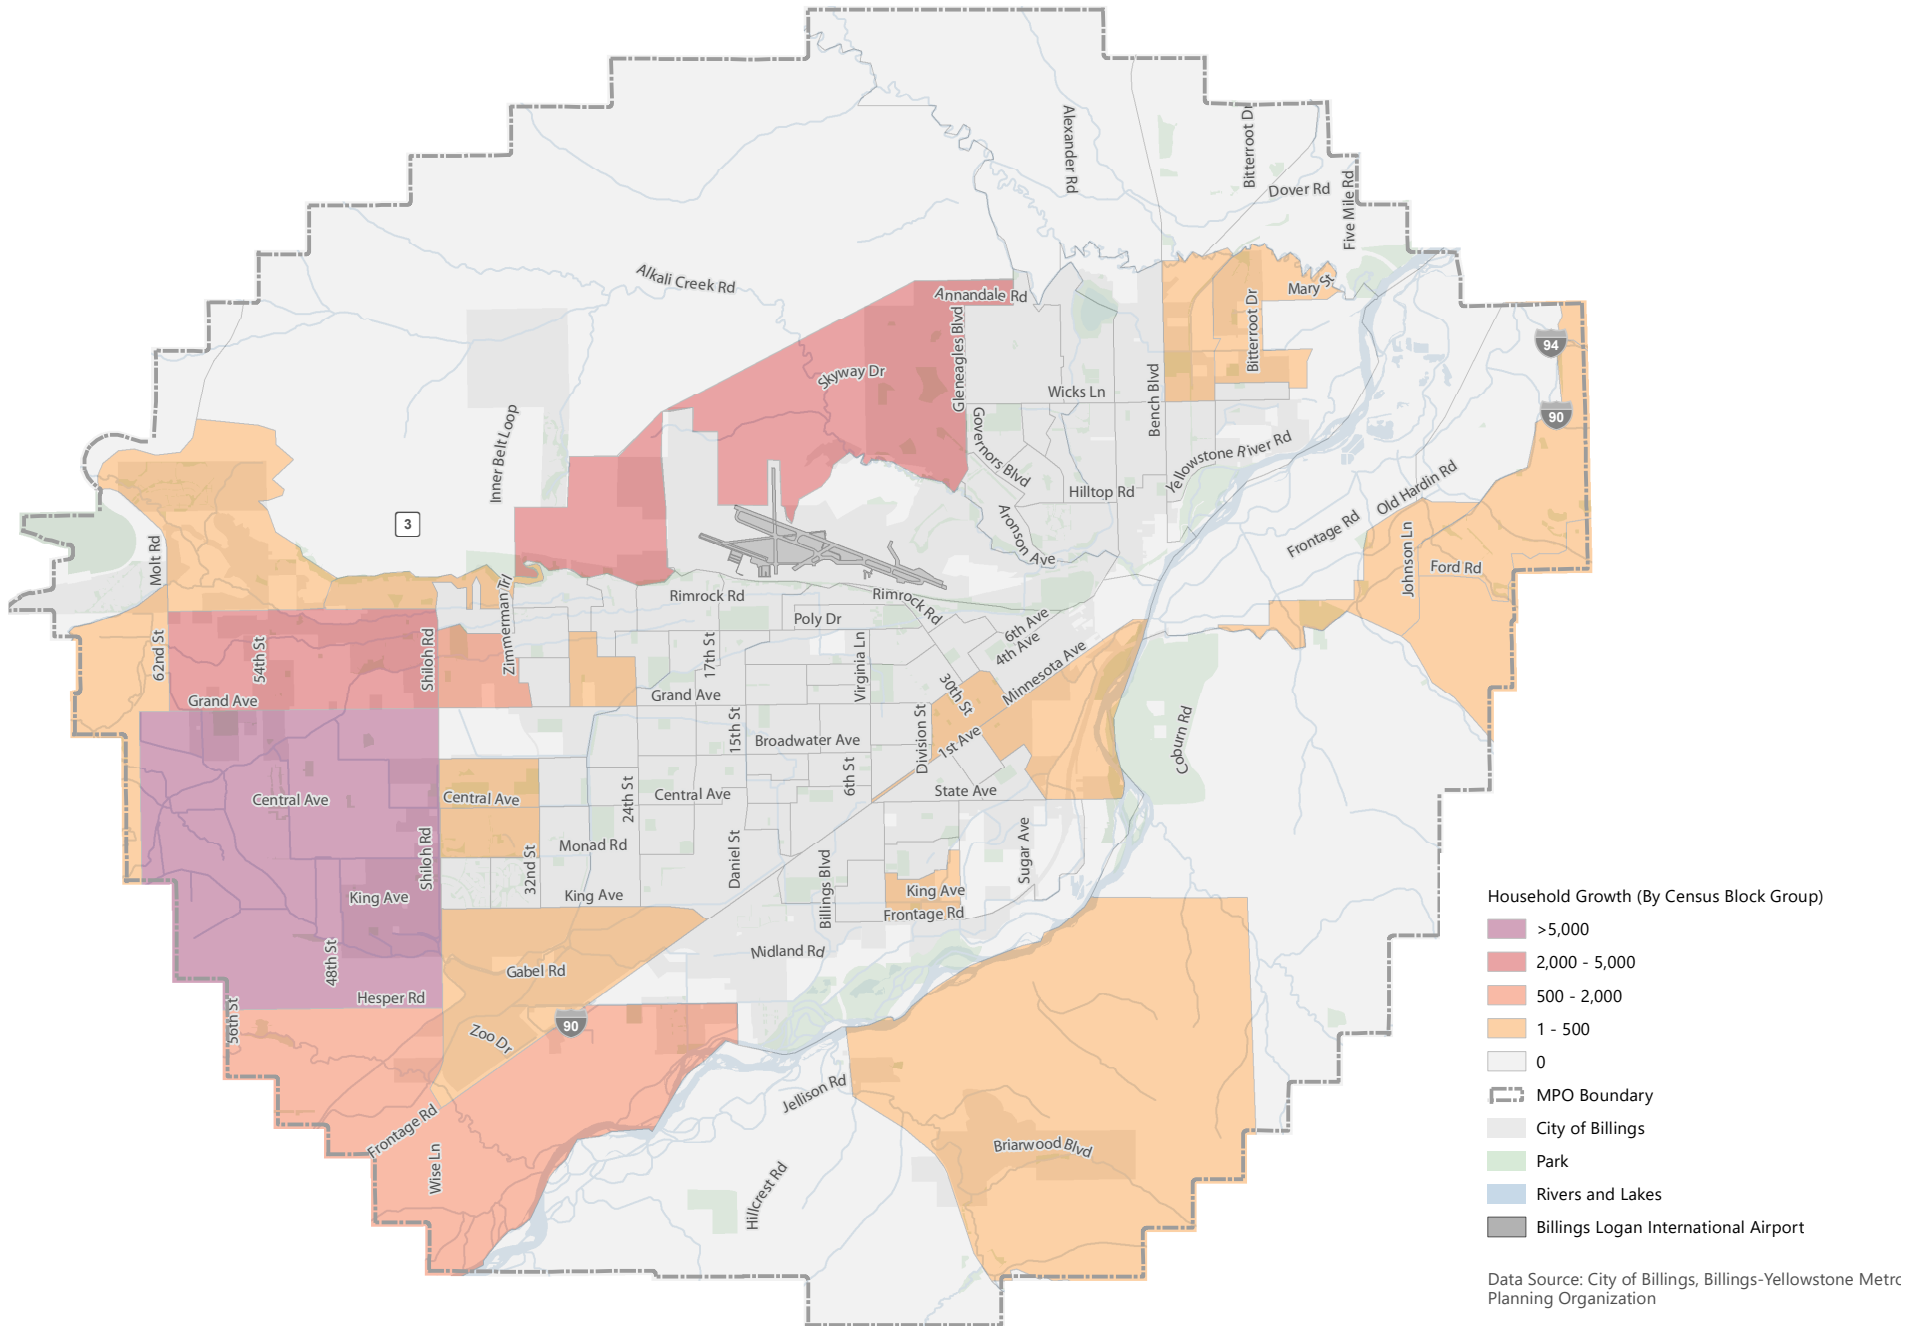 Alexander Rd
Bitterroot Dr
Dover Rd
Five Mile Rd
Alkali Creek Rd
Annandale Rd
Mary St
Bitterroot Dr
Gleneagles Blvd
94
Skyway Dr
Wicks Ln
Bench Blvd
90
Inner Belt Loop
Governors Blvd
Yellowstone River Rd
Hilltop Rd
Old Hardin Rd
3
Aronson Ave
Frontage Rd
Molt Rd
Johnson Ln
Ford Rd
Zimmerman Trl
Rimrock Rd
Rimrock Rd
Poly Dr
6th Ave
4th Ave
62nd St
54th St
Shiloh Rd
17th St
Virginia Ln
Minnesota Ave
Grand Ave
Grand Ave
30th St
15th St
Broadwater Ave
Division St
1st Ave
Coburn Rd
Central Ave
Central Ave
24th St
Central Ave
6th St
State Ave
Shiloh Rd
32nd St
Monad Rd
Daniel St
Billings Blvd
Sugar Ave
King Ave
King Ave
King Ave
Frontage Rd
48th St
Gabel Rd
Midland Rd
Hesper Rd
56th St
Zoo Dr
90
Jellison Rd
Frontage Rd
Wise Ln
Briarwood Blvd
Hillcrest Rd
Household Growth (By Census Block Group)
>5,000
2,000 - 5,000
500 - 2,000
1 - 500
0
MPO Boundary
City of Billings
Park
Rivers and Lakes
Billings Logan International Airport
Data Source: City of Billings, Billings-Yellowstone Metro
Planning Organization